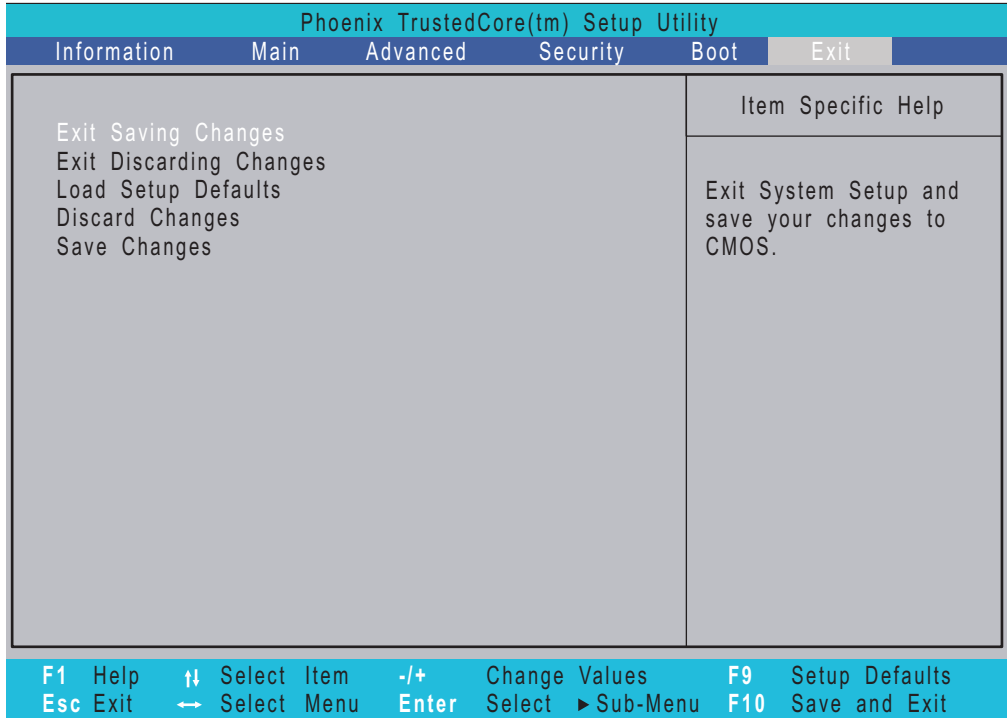 Phoenix TrustedCore(tm) Setup Utility
Information Main Advanced Security Boot Exit
Exit Saving Changes
Exit Discarding Changes
Load Setup Defaults
Discard Changes
Save Changes
Item Specific Help
Exit System Setup and
save your changes to
CMOS.
F1 Help ↑↓ Select Item -/+ Change Values F9 Setup Defaults
Esc Exit ↔ Select Menu Enter Select ▶ Sub-Menu F10 Save and Exit